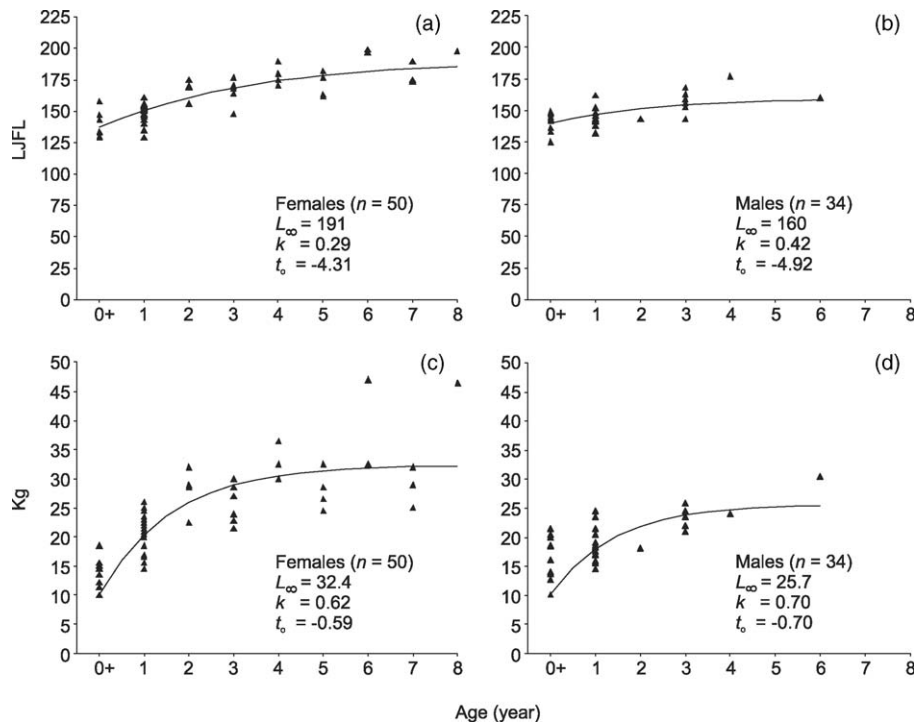 (a)
LJFL
225
200
175
150
125
100
75
50
25
0
0+ 1 2 3 4 5 6 7 8
Females (n = 50)
L∞ = 191
k = 0.29
t₀ = -4.31
(b)
225
200
175
150
125
100
75
50
25
0
0+ 1 2 3 4 5 6 7 8
Males (n = 34)
L∞ = 160
k = 0.42
t₀ = -4.92
(c)
Kg
50
45
40
35
30
25
20
15
10
5
0
0+ 1 2 3 4 5 6 7 8
Females (n = 50)
L∞ = 32.4
k = 0.62
t₀ = -0.59
(d)
50
45
40
35
30
25
20
15
10
5
0
0+ 1 2 3 4 5 6 7 8
Males (n = 34)
L∞ = 25.7
k = 0.70
t₀ = -0.70
Age (year)